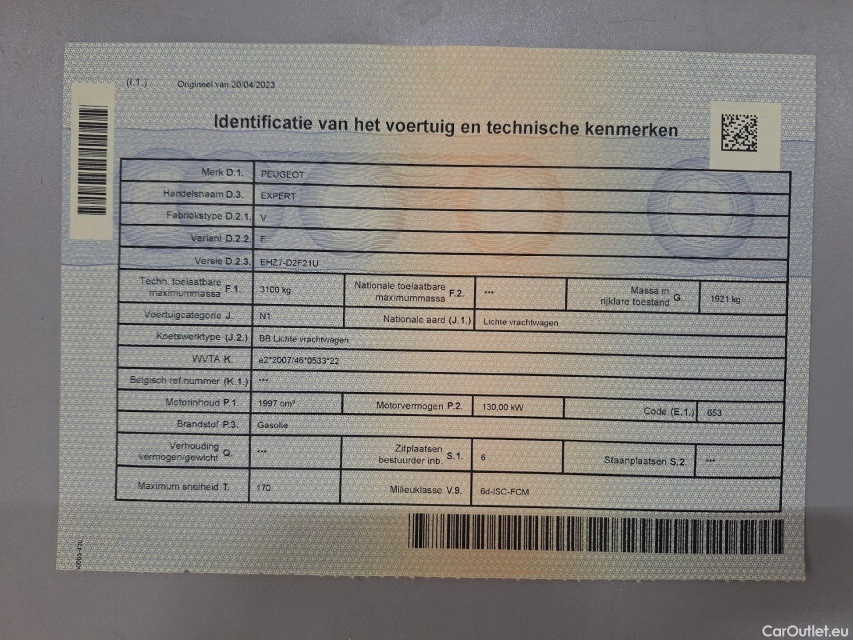 (I.1.) Origineel van 20/04/2023
Identificatie van het voertuig en technische kenmerken
Merk D.1. PEUGEOT
Handelsnaam D.3. EXPERT
Fabriekstype D.2.1. V
Variant D.2.2. F
Versie D.2.3. EHZ7-D2F21U
Techn. toelaatbare maximummassa F.1. 3100 kg Nationale toelaatbare maximummassa F.2. *** Massa in rijklare toestand G. 1921 kg
Voertuigcategorie J. N1 Nationale aard (J.1.) Lichte vrachtwagen
Koetswerktype (J.2.) BB Lichte vrachtwagen
WVTA K. e2*2007/46*0533*22
Belgisch ref.nummer (K.1.) ***
Motorinhoud P.1. 1997 cm³ Motorvermogen P.2. 130,00 kW Code (E.1.) 653
Brandstof P.3. Gasolie
Verhouding vermogen/gewicht Q. *** Zitplaatsen bestuurder inb. S.1. 6 Staanplaatsen S.2. ***
Maximum snelheid T. 170 Milieuklasse V.9. 6d-ISC-FCM
CarOutlet.eu